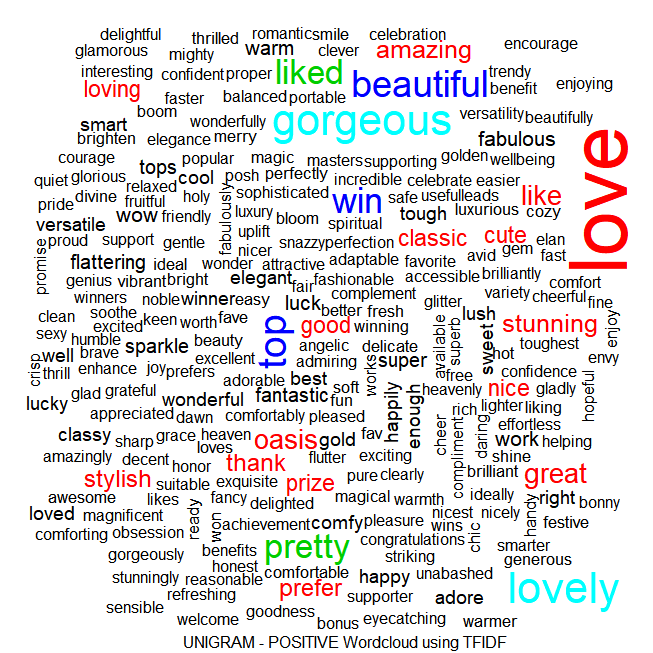 delightful thrilled romantic smile celebration
glamorous mighty warm clever amazing encourage
interesting confident proper liked beautiful trendy
loving faster balanced portable benefit enjoying
boom wonderfully gorgeous versatility beautifully
smart brighten elegance merry fabulous love
courage popular magic masters supporting golden wellbeing
quiet glorious tops cool posh perfectly incredible celebrate easier
pride divine relaxed fruitful holy fabulously sophisticated win safe useful leads like
versatile wow friendly luxury bloom spiritual tough luxurious cozy
promise proud support gentle uplift snazzy perfection classic cute elan
flattering ideal wonder nicer attractive adaptable favorite avid gem fast
genius vibrant bright elegant fair fashionable accessible brilliantly
winners noble winner easy luck complement glitter variety cheerful comfort
clean soothe keen worth fave better fresh lush fine
sexy excited top good winning available superb stunning enjoy
humble sparkle beauty angelic delicate sweet toughest
crisp well brave excellent admiring works super hot envy
thrill enhance joy prefers adorable best soft free confidence
lucky glad grateful wonderful fantastic fun happily enough heavenly nice gladly hopeful
appreciated dawn comfortably pleased rich lighter liking
classy sharp grace heaven oasis gold fav cheer compliment daring effortless
amazingly decent loves thank flutter exciting work helping
stylish honor suitable exquisite prize pure clearly brilliant shine great
awesome likes fancy magical warmth ideally handy right bonny
loved magnificent ready won delighted nicest nicely
comforting obsession achievement comfy pleasure wins chic festive
gorgeously benefits pretty congratulations smarter
stunningly reasonable honest comfortable striking generous
refreshing prefer happy unabashed lovely
sensible goodness supporter adore
welcome bonus eyecatching warmer
UNIGRAM - POSITIVE Wordcloud using TFIDF